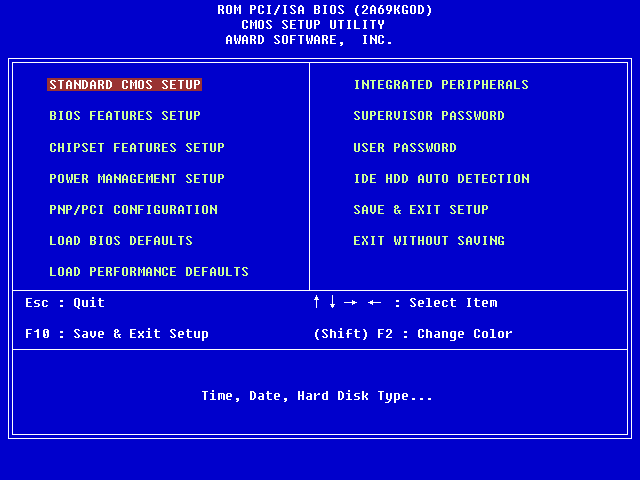 ROM PCI/ISA BIOS (2A69KGOD)
CMOS SETUP UTILITY
AWARD SOFTWARE, INC.
STANDARD CMOS SETUP
BIOS FEATURES SETUP
CHIPSET FEATURES SETUP
POWER MANAGEMENT SETUP
PNP/PCI CONFIGURATION
LOAD BIOS DEFAULTS
LOAD PERFORMANCE DEFAULTS
INTEGRATED PERIPHERALS
SUPERVISOR PASSWORD
USER PASSWORD
IDE HDD AUTO DETECTION
SAVE & EXIT SETUP
EXIT WITHOUT SAVING
Esc : Quit
F10 : Save & Exit Setup
↑ ↓ → ← : Select Item
(Shift) F2 : Change Color
Time, Date, Hard Disk Type...